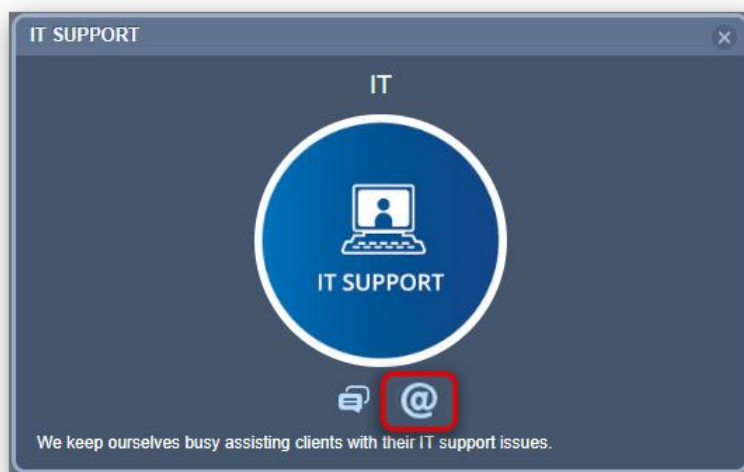 IT SUPPORT
IT
IT SUPPORT
@
We keep ourselves busy assisting clients with their IT support issues.